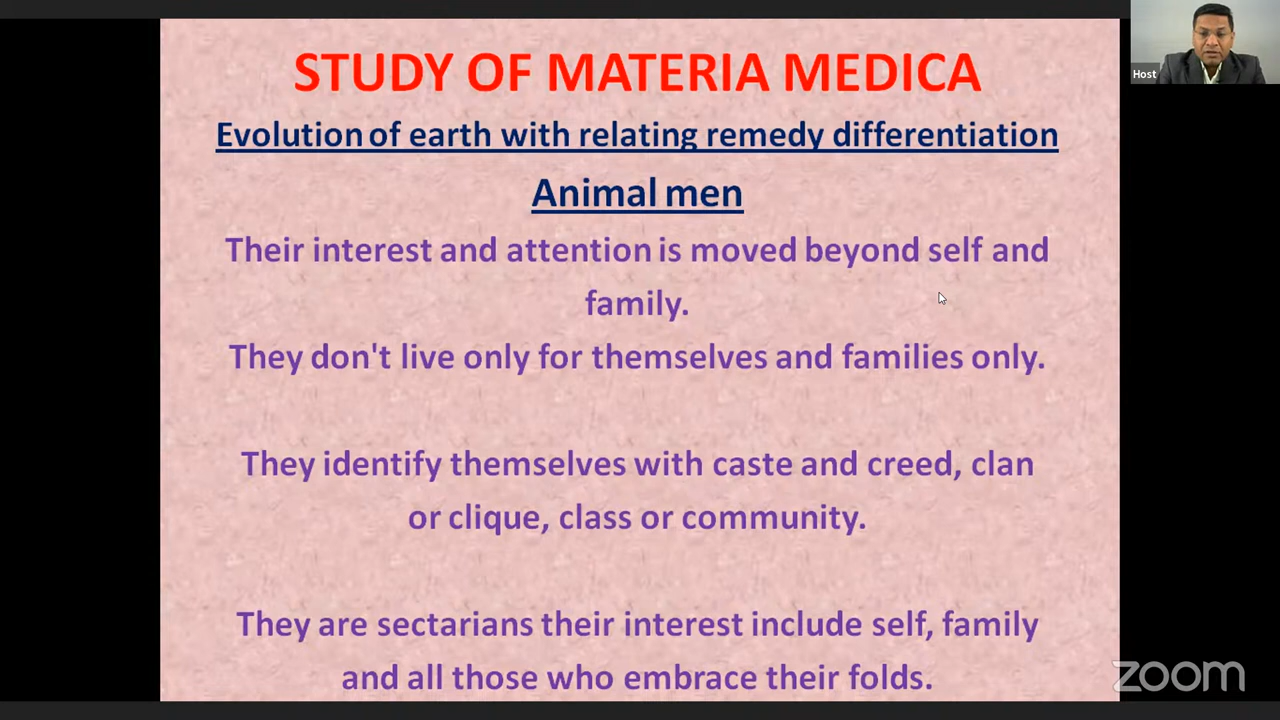 STUDY OF MATERIA MEDICA
Evolution of earth with relating remedy differentiation
Animal men
Their interest and attention is moved beyond self and
family.
They don't live only for themselves and families only.
They identify themselves with caste and creed, clan
or clique, class or community.
They are sectarians their interest include self, family
and all those who embrace their folds.
Host
zoom